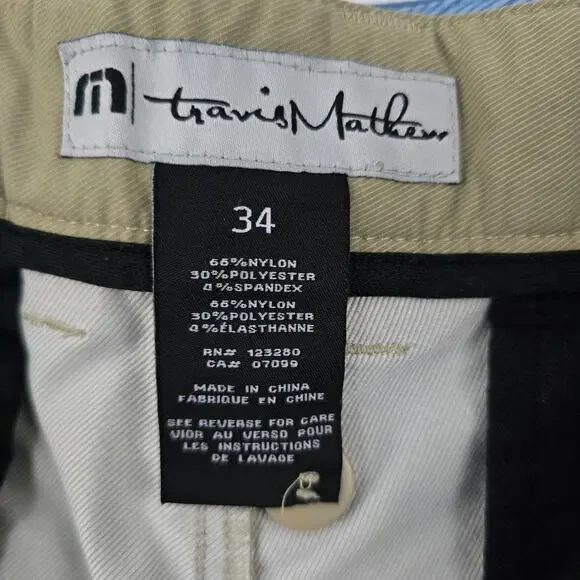 m | travisMathew
34
66%NYLON
30%POLYESTER
4%SPANDEX
66%NYLON
30%POLYESTER
4%ÉLASTHANNE
RN# 123280
CA# 07099
MADE IN CHINA
FABRIQUE EN CHINE
SEE REVERSE FOR CARE
VIOR AU VERSO POUR
LES INSTRUCTIONS
DE LAVAGE